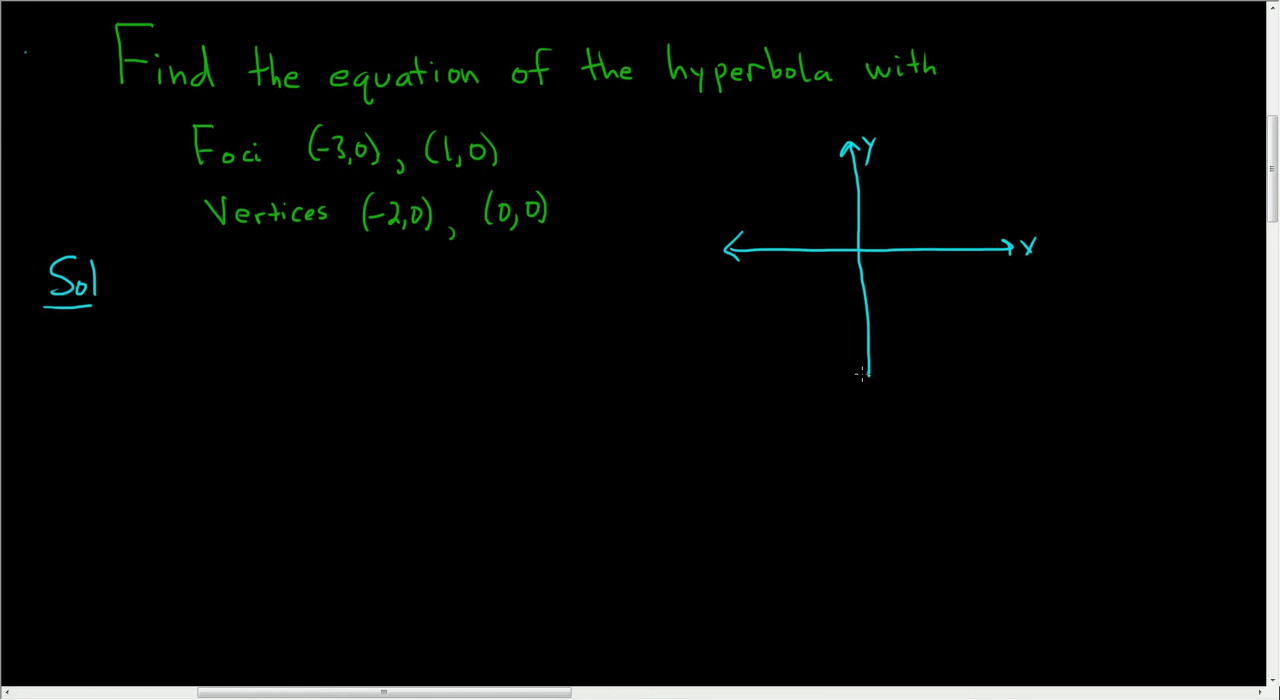 Find the equation of the hyperbola with
Foci (-3,0), (1,0)
Vertices (-2,0), (0,0)
Sol
Y
X